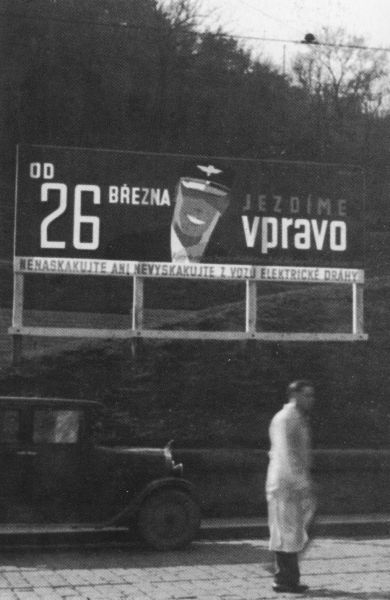 OD
26 BŘEZNA
JEZDÍME
vpravo
NENASKAKUJTE ANI NEVYSKAKUJTE Z VOZŮ ELEKTRICKÉ DRÁHY